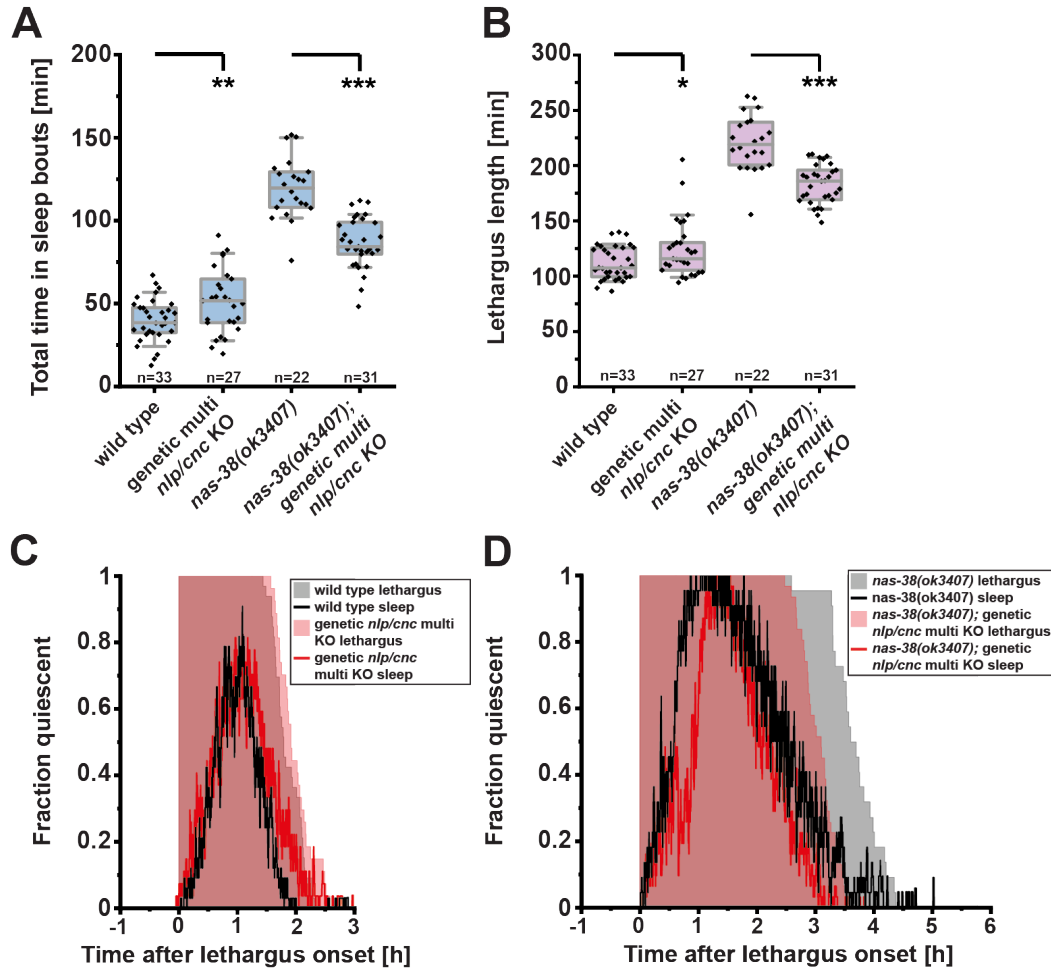 A
Total time in sleep bouts [min]
200
150
100
50
0
**
***
n=33
n=27
n=22
n=31
wild type
genetic multi
nlp/cnc KO
nas-38(ok3407)
nas-38(ok3407);
genetic multi
nlp/cnc KO
B
Lethargus length [min]
300
250
200
150
100
50
0
*
***
n=33
n=27
n=22
n=31
wild type
genetic multi
nlp/cnc KO
nas-38(ok3407)
nas-38(ok3407);
genetic multi
nlp/cnc KO
C
Fraction quiescent
1
0.8
0.6
0.4
0.2
0
-1
0
1
2
3
Time after lethargus onset [h]
wild type lethargus
wild type sleep
genetic nlp/cnc multi
KO lethargus
genetic nlp/cnc
multi KO sleep
D
Fraction quiescent
1
0.8
0.6
0.4
0.2
0
-1
0
1
2
3
4
5
6
Time after lethargus onset [h]
nas-38(ok3407) lethargus
nas-38(ok3407) sleep
nas-38(ok3407); genetic
nlp/cnc multi KO lethargus
nas-38(ok3407); genetic
nlp/cnc multi KO sleep